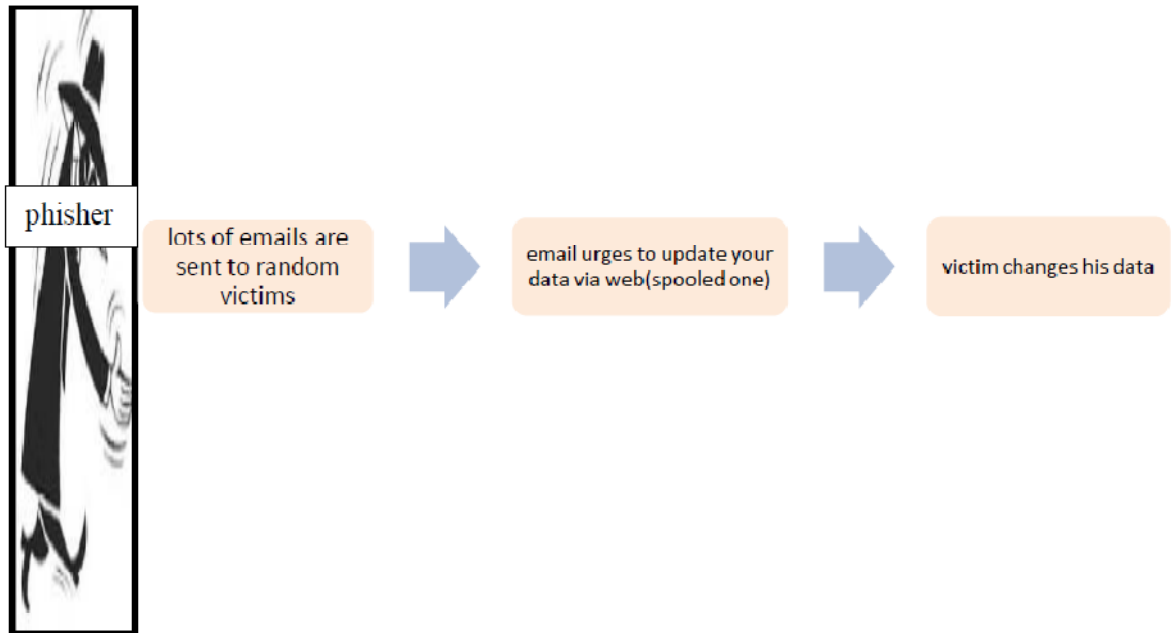 phisher
lots of emails are
sent to random
victims
email urges to update your
data via web(spooled one)
victim changes his data